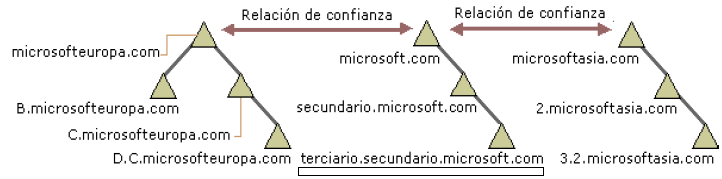 Relación de confianza
Relación de confianza
microsofteuropa.com
microsoft.com
microsoftasia.com
B.microsofteuropa.com
secundario.microsoft.com
2.microsoftasia.com
C.microsofteuropa.com
D.C.microsofteuropa.com
terciario.secundario.microsoft.com
3.2.microsoftasia.com